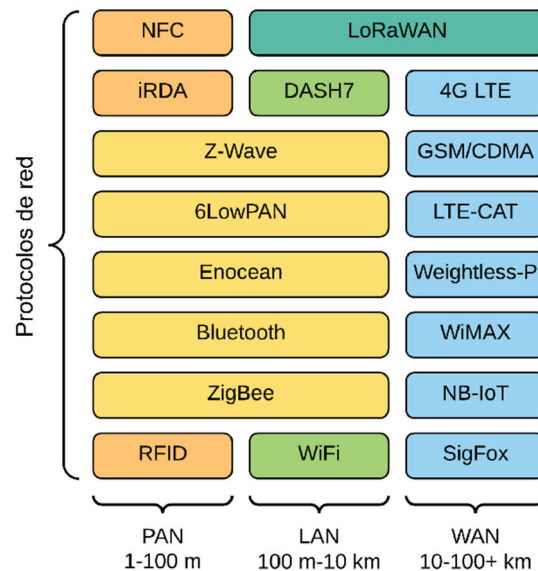 NFC
LoRaWAN
iRDA
DASH7
4G LTE
Z-Wave
GSM/CDMA
6LowPAN
LTE-CAT
Enocean
Weightless-P
Bluetooth
WiMAX
ZigBee
NB-IoT
RFID
WiFi
SigFox
Protocolos de red
PAN
1-100 m
LAN
100 m-10 km
WAN
10-100+ km